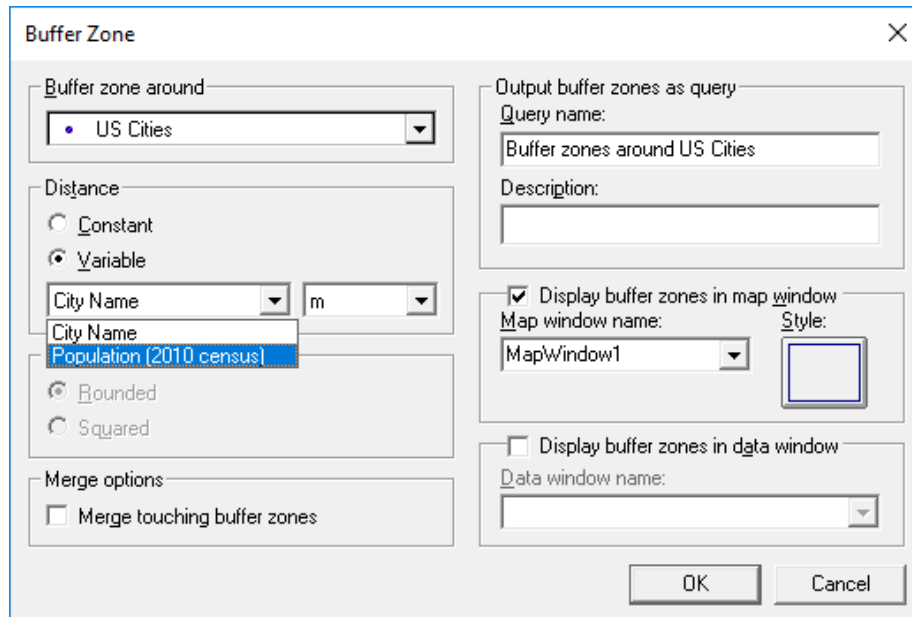 Buffer Zone
Buffer zone around
US Cities
Distance
Constant
Variable
City Name
m
City Name
Population (2010 census)
Rounded
Squared
Merge options
Merge touching buffer zones
Output buffer zones as query
Query name:
Buffer zones around US Cities
Description:
Display buffer zones in map window
Map window name:
Style:
MapWindow1
Display buffer zones in data window
Data window name:
OK
Cancel